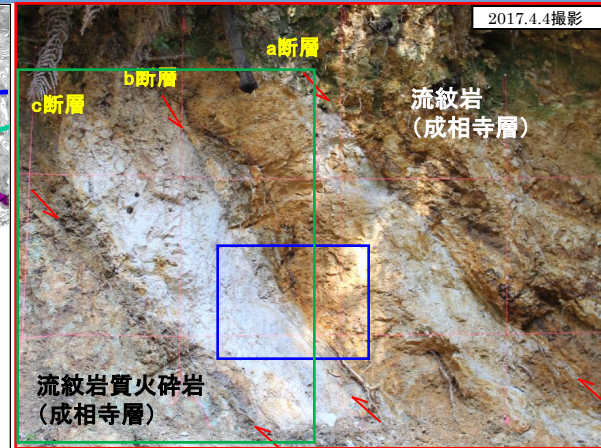 2017.4.4撮影
a断層
b断層
c断層
流紋岩
（成相寺層）
流紋岩質火砕岩
（成相寺層）